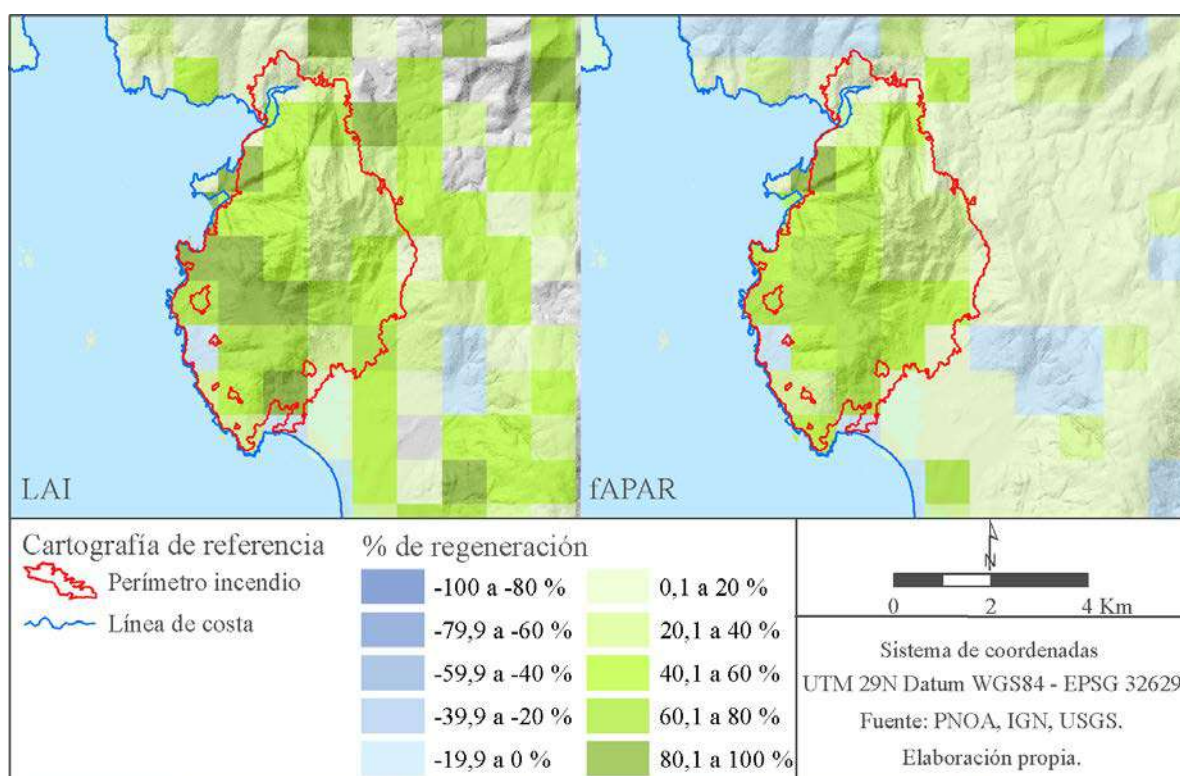 LAI
fAPAR
Cartografía de referencia
Perímetro incendio
Línea de costa
% de regeneración
-100 a -80 %
-79,9 a -60 %
-59,9 a -40 %
-39,9 a -20 %
-19,9 a 0 %
0,1 a 20 %
20,1 a 40 %
40,1 a 60 %
60,1 a 80 %
80,1 a 100 %
N
0 2 4 Km
Sistema de coordenadas
UTM 29N Datum WGS84 - EPSG 32629
Fuente: PNOA, IGN, USGS.
Elaboración propia.